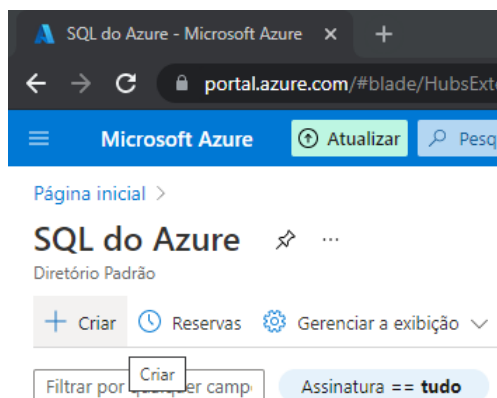 SQL do Azure - Microsoft Azure
portal.azure.com/#blade/HubsExt
Microsoft Azure Atualizar Pesq
Página inicial >
SQL do Azure ...
Diretório Padrão
+ Criar Reservas Gerenciar a exibição
Criar
Filtrar por qualquer camp Assinatura == tudo